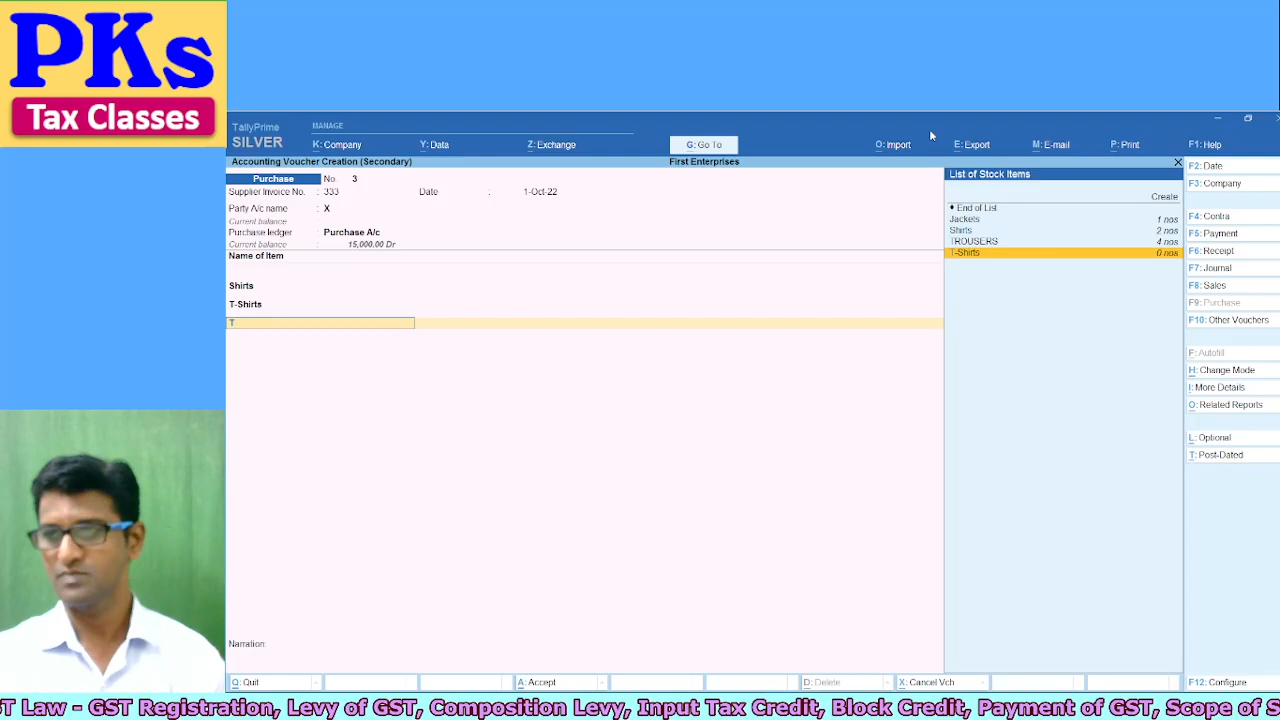 PKs
Tax Classes
TallyPrime
SILVER
MANAGE
K: Company
Y: Data
Z: Exchange
G: Go To
O: Import
E: Export
M: E-mail
P: Print
F1: Help
Accounting Voucher Creation (Secondary)
First Enterprises
Purchase No. 3
Supplier Invoice No. : 333 Date : 1-Oct-22
Party A/c name : X
Current balance :
Purchase ledger : Purchase A/c
Current balance : 15,000.00 Dr
Name of Item
Shirts
T-Shirts
T
Narration:
List of Stock Items
Create
♦ End of List
Jackets 1 nos
Shirts 2 nos
TROUSERS 4 nos
T-Shirts 0 nos
F2: Date
F3: Company
F4: Contra
F5: Payment
F6: Receipt
F7: Journal
F8: Sales
F9: Purchase
F10: Other Vouchers
F: Autofill
H: Change Mode
I: More Details
O: Related Reports
L: Optional
T: Post-Dated
Q: Quit
A: Accept
D: Delete
X: Cancel Vch
F12: Configure
ST Law - GST Registration, Levy of GST, Composition Levy, Input Tax Credit, Block Credit, Payment of GST, Scope of S